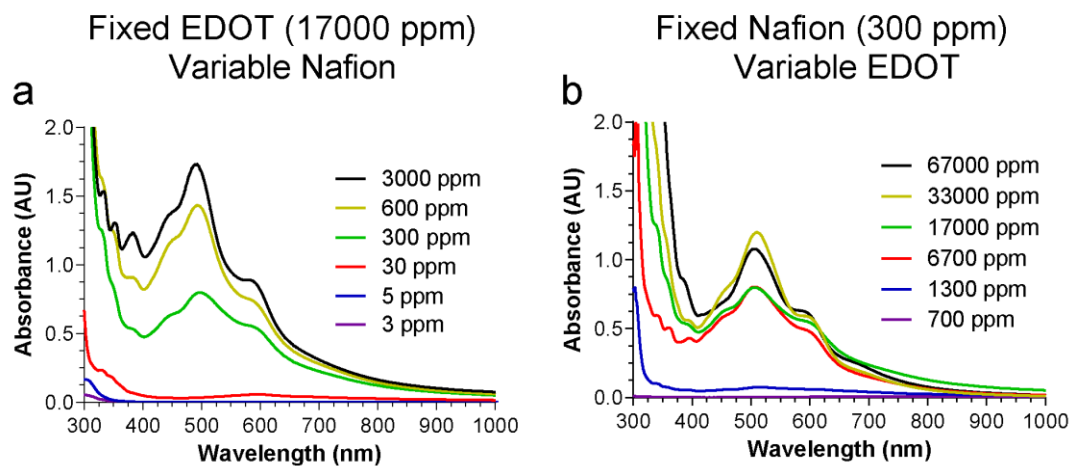 Fixed EDOT (17000 ppm)
Variable Nafion
Fixed Nafion (300 ppm)
Variable EDOT
a
2.0
1.5
1.0
0.5
0.0
Absorbance (AU)
3000 ppm
600 ppm
300 ppm
30 ppm
5 ppm
3 ppm
300 400 500 600 700 800 900 1000
Wavelength (nm)
b
2.0
1.5
1.0
0.5
0.0
Absorbance (AU)
67000 ppm
33000 ppm
17000 ppm
6700 ppm
1300 ppm
700 ppm
300 400 500 600 700 800 900 1000
Wavelength (nm)